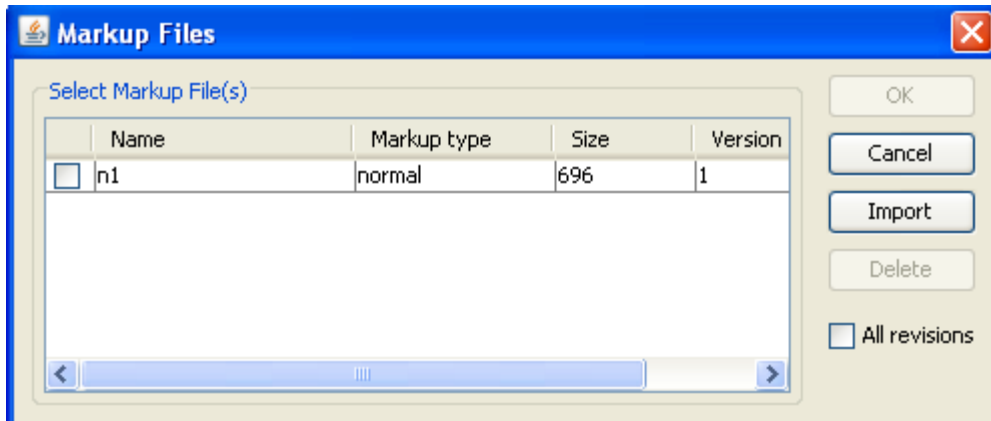 Markup Files
Select Markup File(s)
Name Markup type Size Version
n1 normal 696 1
OK
Cancel
Import
Delete
All revisions